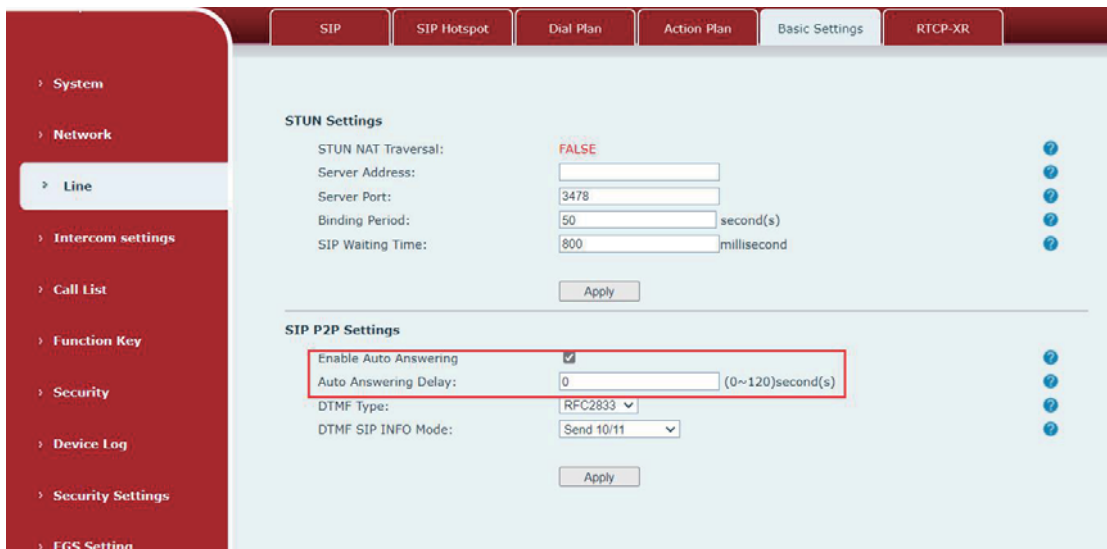 SIP
SIP Hotspot
Dial Plan
Action Plan
Basic Settings
RTCP-XR
› System
› Network
› Line
› Intercom settings
› Call List
› Function Key
› Security
› Device Log
› Security Settings
› EGS Setting
STUN Settings
STUN NAT Traversal: FALSE
Server Address:
Server Port: 3478
Binding Period: 50 second(s)
SIP Waiting Time: 800 millisecond
Apply
SIP P2P Settings
Enable Auto Answering
Auto Answering Delay: 0 (0~120)second(s)
DTMF Type: RFC2833
DTMF SIP INFO Mode: Send 10/11
Apply